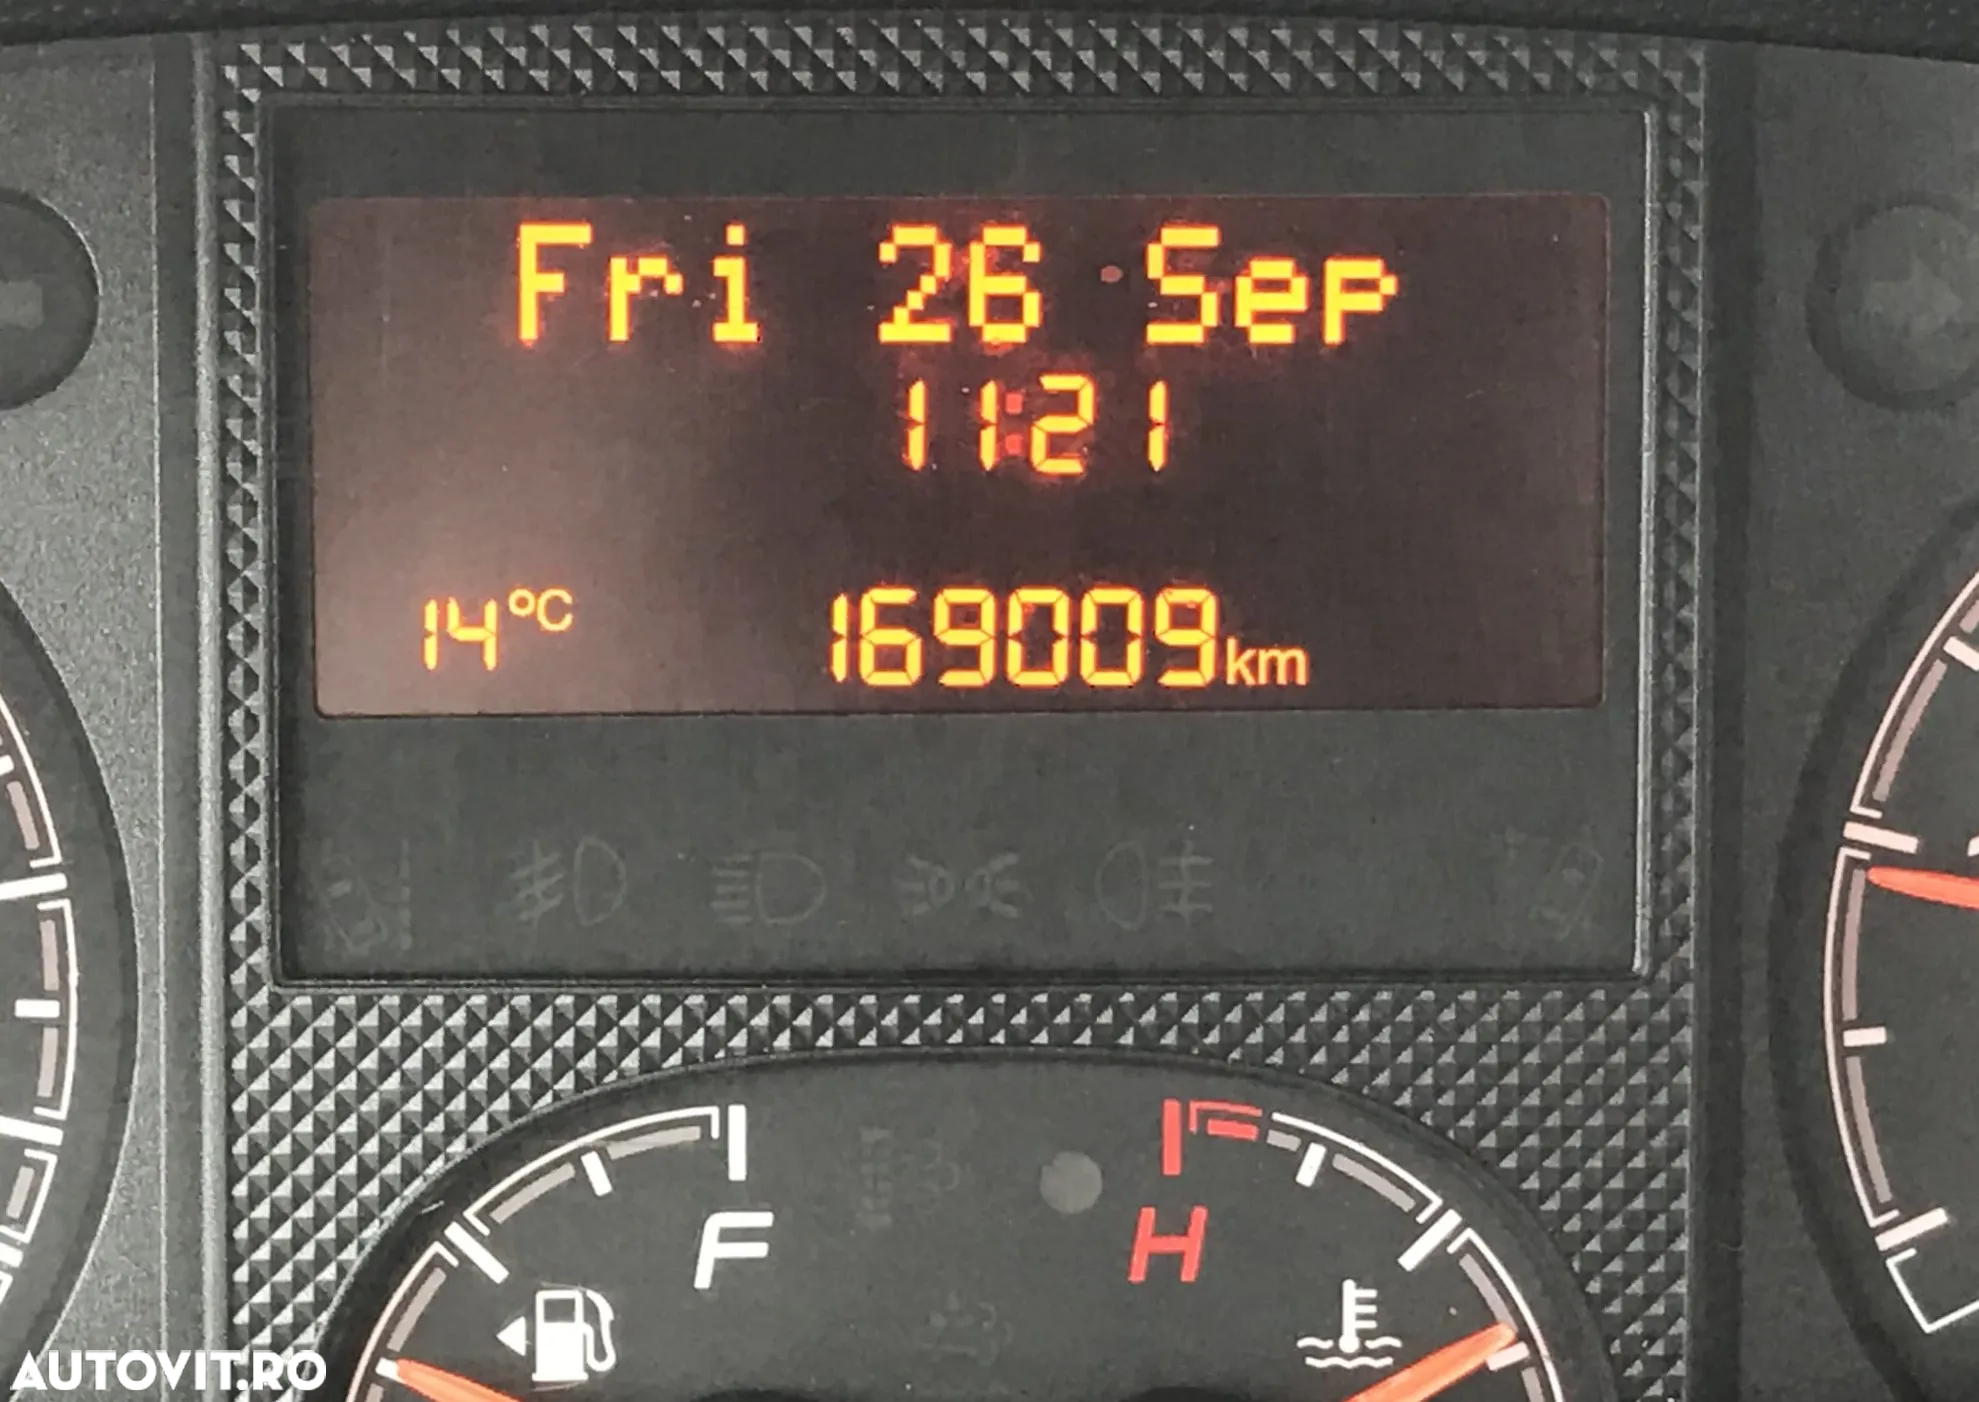 Fri 26 Sep
11:21
14°C 169009km
F H
AUTOVIT.RO